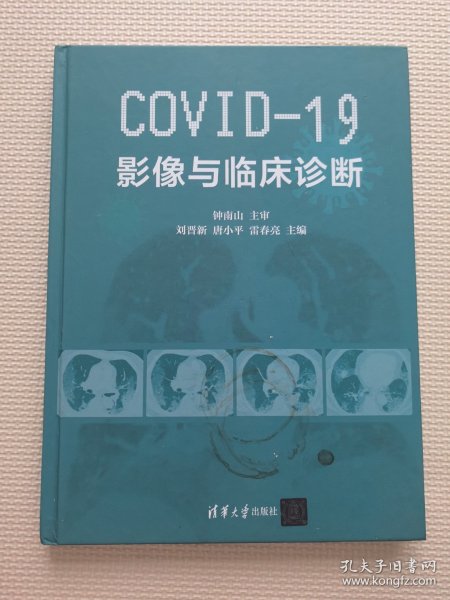 COVID-19
影像与临床诊断
钟南山 主审
刘晋新 唐小平 雷春亮 主编
清华大学出版社
孔夫子旧书网
www.kongfz.com